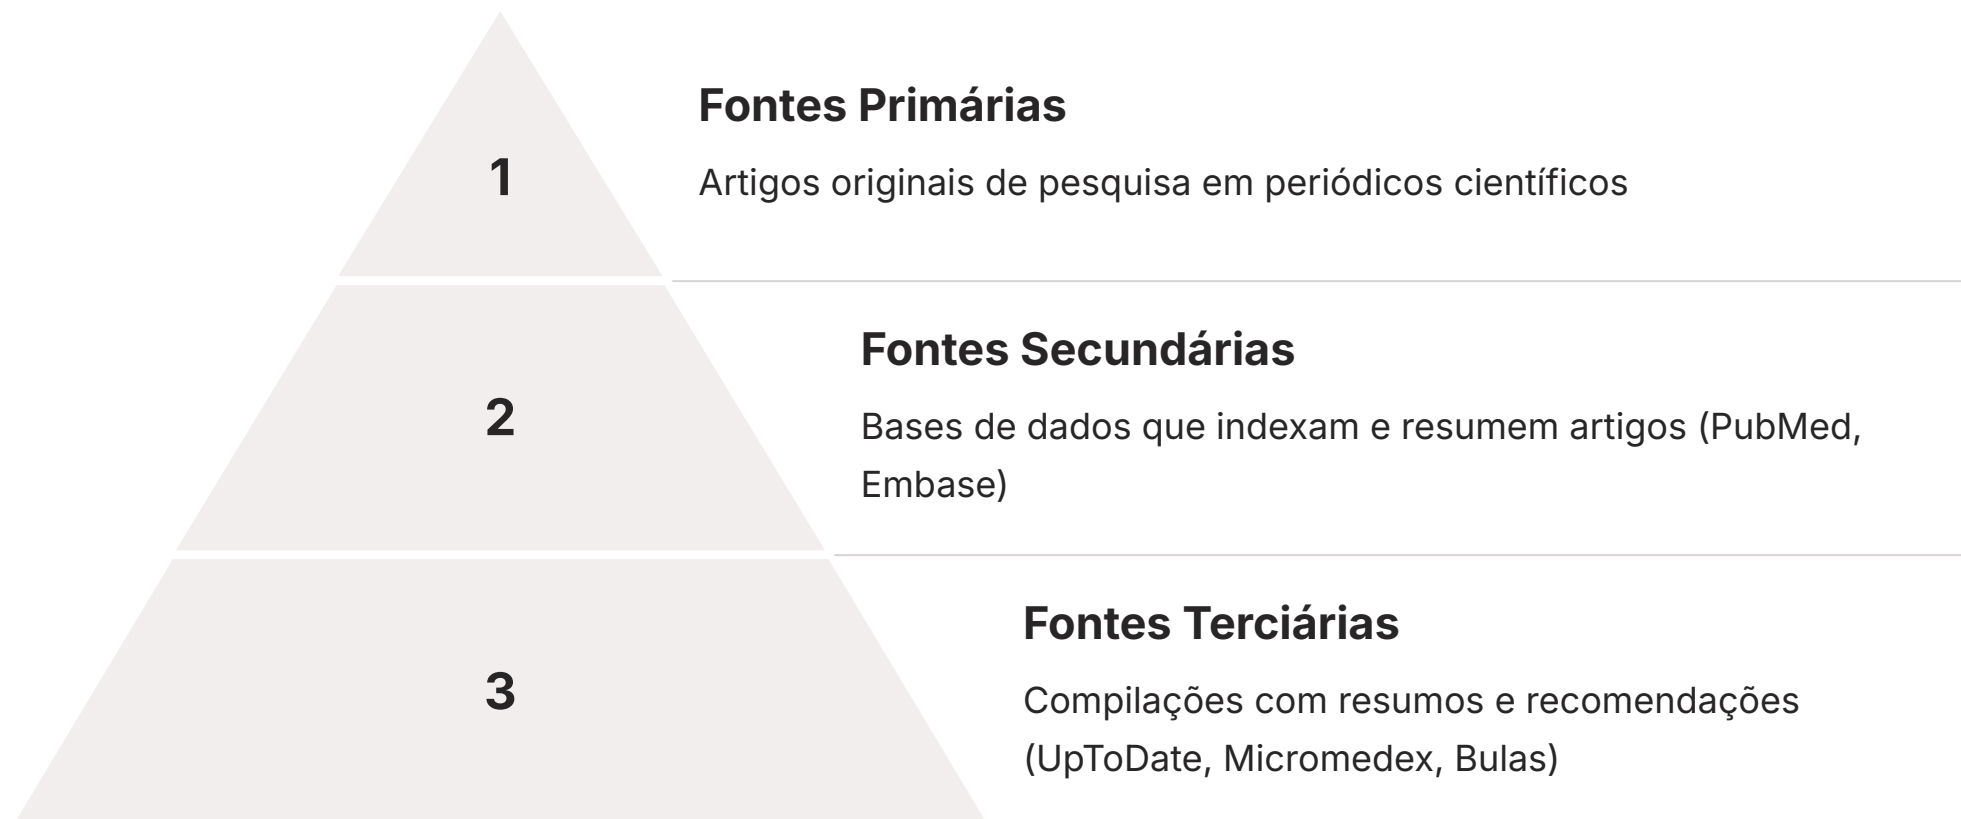 1
Fontes Primárias
Artigos originais de pesquisa em periódicos científicos
2
Fontes Secundárias
Bases de dados que indexam e resumem artigos (PubMed,
Embase)
3
Fontes Terciárias
Compilações com resumos e recomendações
(UpToDate, Micromedex, Bulas)